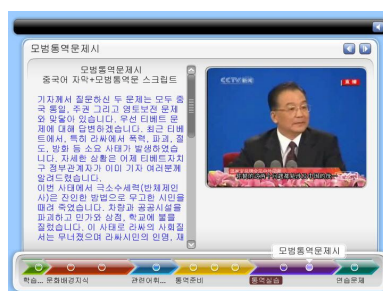 모범통역문제시
모범통역문제시
중국어 자막+모범통역문 스크립트
기자께서 질문하신 두 문제는 모두 중
국 통일, 주권 그리고 영토보전 문제
와 맞닿아 있습니다. 우선 티베트 문
제에 대해 답변하겠습니다. 최근 티베
트에서, 특히 라싸에서 폭력, 파괴, 절
도, 방화 등 소요 사태가 발생하였습
니다. 자세한 상황은 어제 티베트자치
구 정부관계자가 이미 기자 여러분께
알려드렸습니다.
이번 사태에서 극소수세력(반체제인
사)은 잔인한 방법으로 무고한 시민을
때려 죽였습니다. 차량과 공공시설을
파괴하고 민가와 상점, 학교에 불을
질렀습니다. 이 사태로 라싸의 사회질
서는 무너졌으며 라싸시민의 인명, 재
CCTV 新闻
直播
모범통역문제시
학습...
문화배경지식
관련어휘...
통역준비
통역실습
연습문제